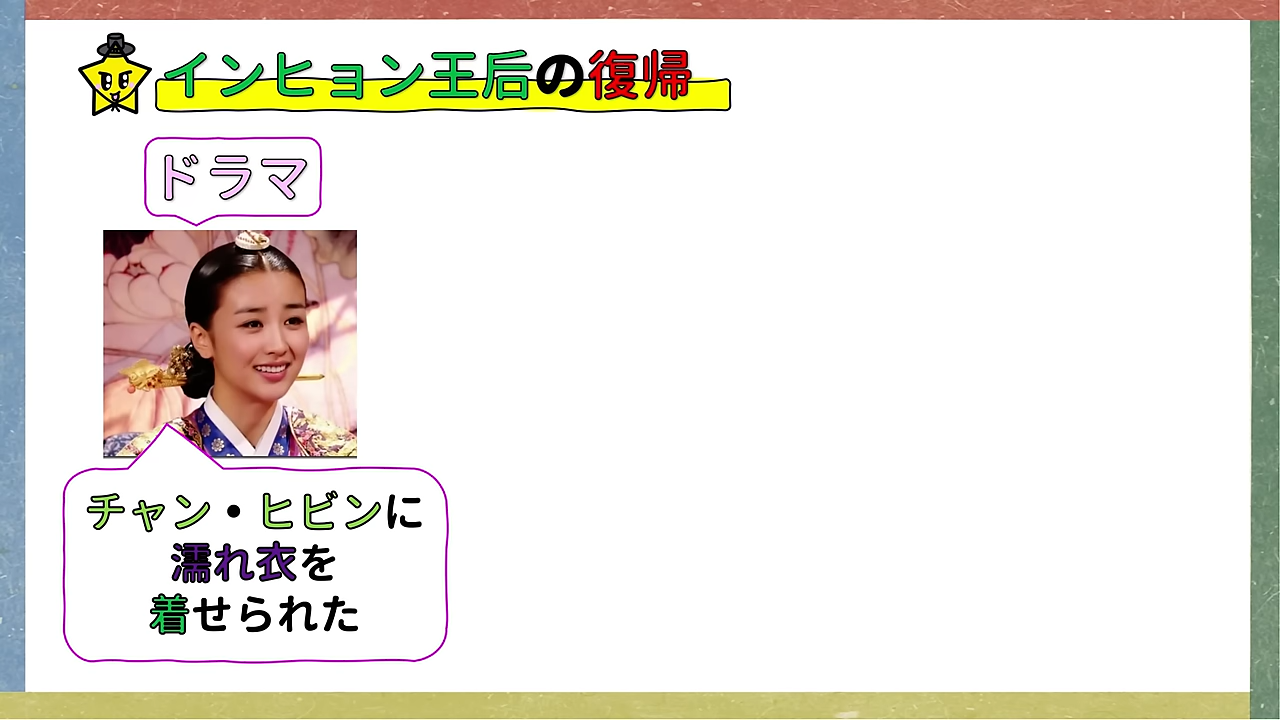 インヒョン王后の復帰
ドラマ
チャン・ヒビンに
濡れ衣を
着せられた